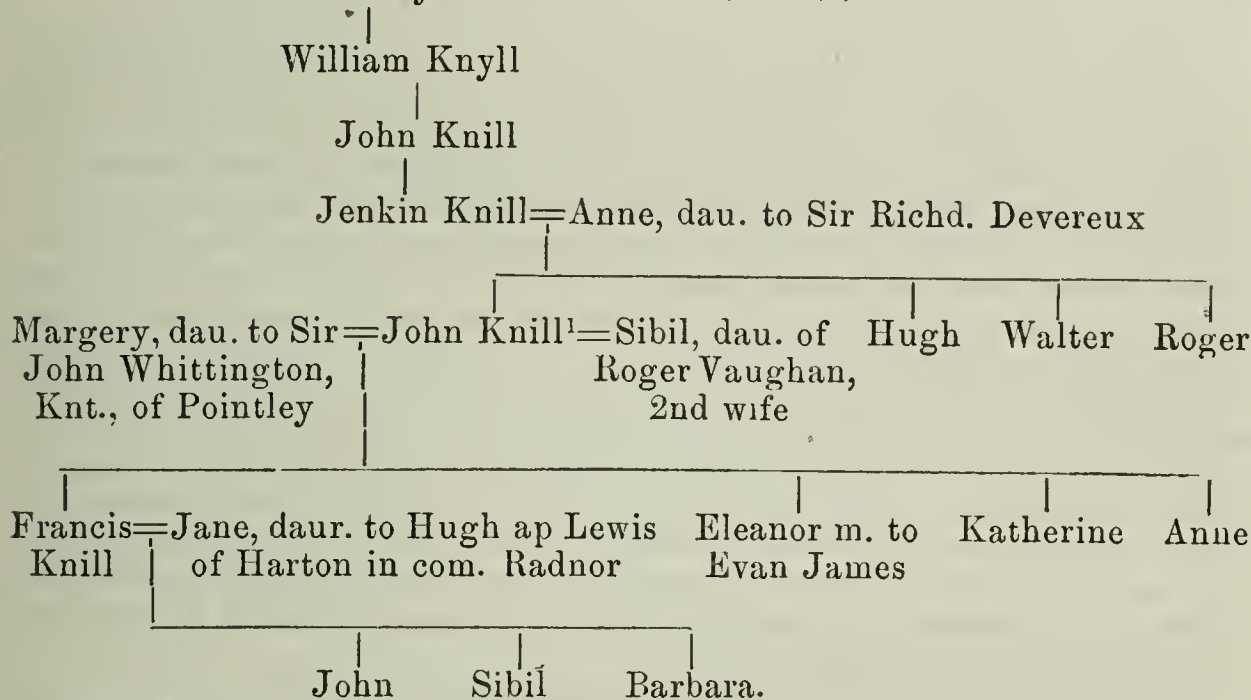 William Knyll
John Knill
Jenkin Knill=Anne, dau. to Sir Richd. Devereux
Margery, dau. to Sir=John Knill¹=Sibil, dau. of Hugh Walter Roger
John Whittington, Roger Vaughan,
Knt., of Pointley 2nd wife
Francis=Jane, daur. to Hugh ap Lewis Eleanor m. to Katherine Anne
Knill of Harton in com. Radnor Evan James
John Sibil Barbara.